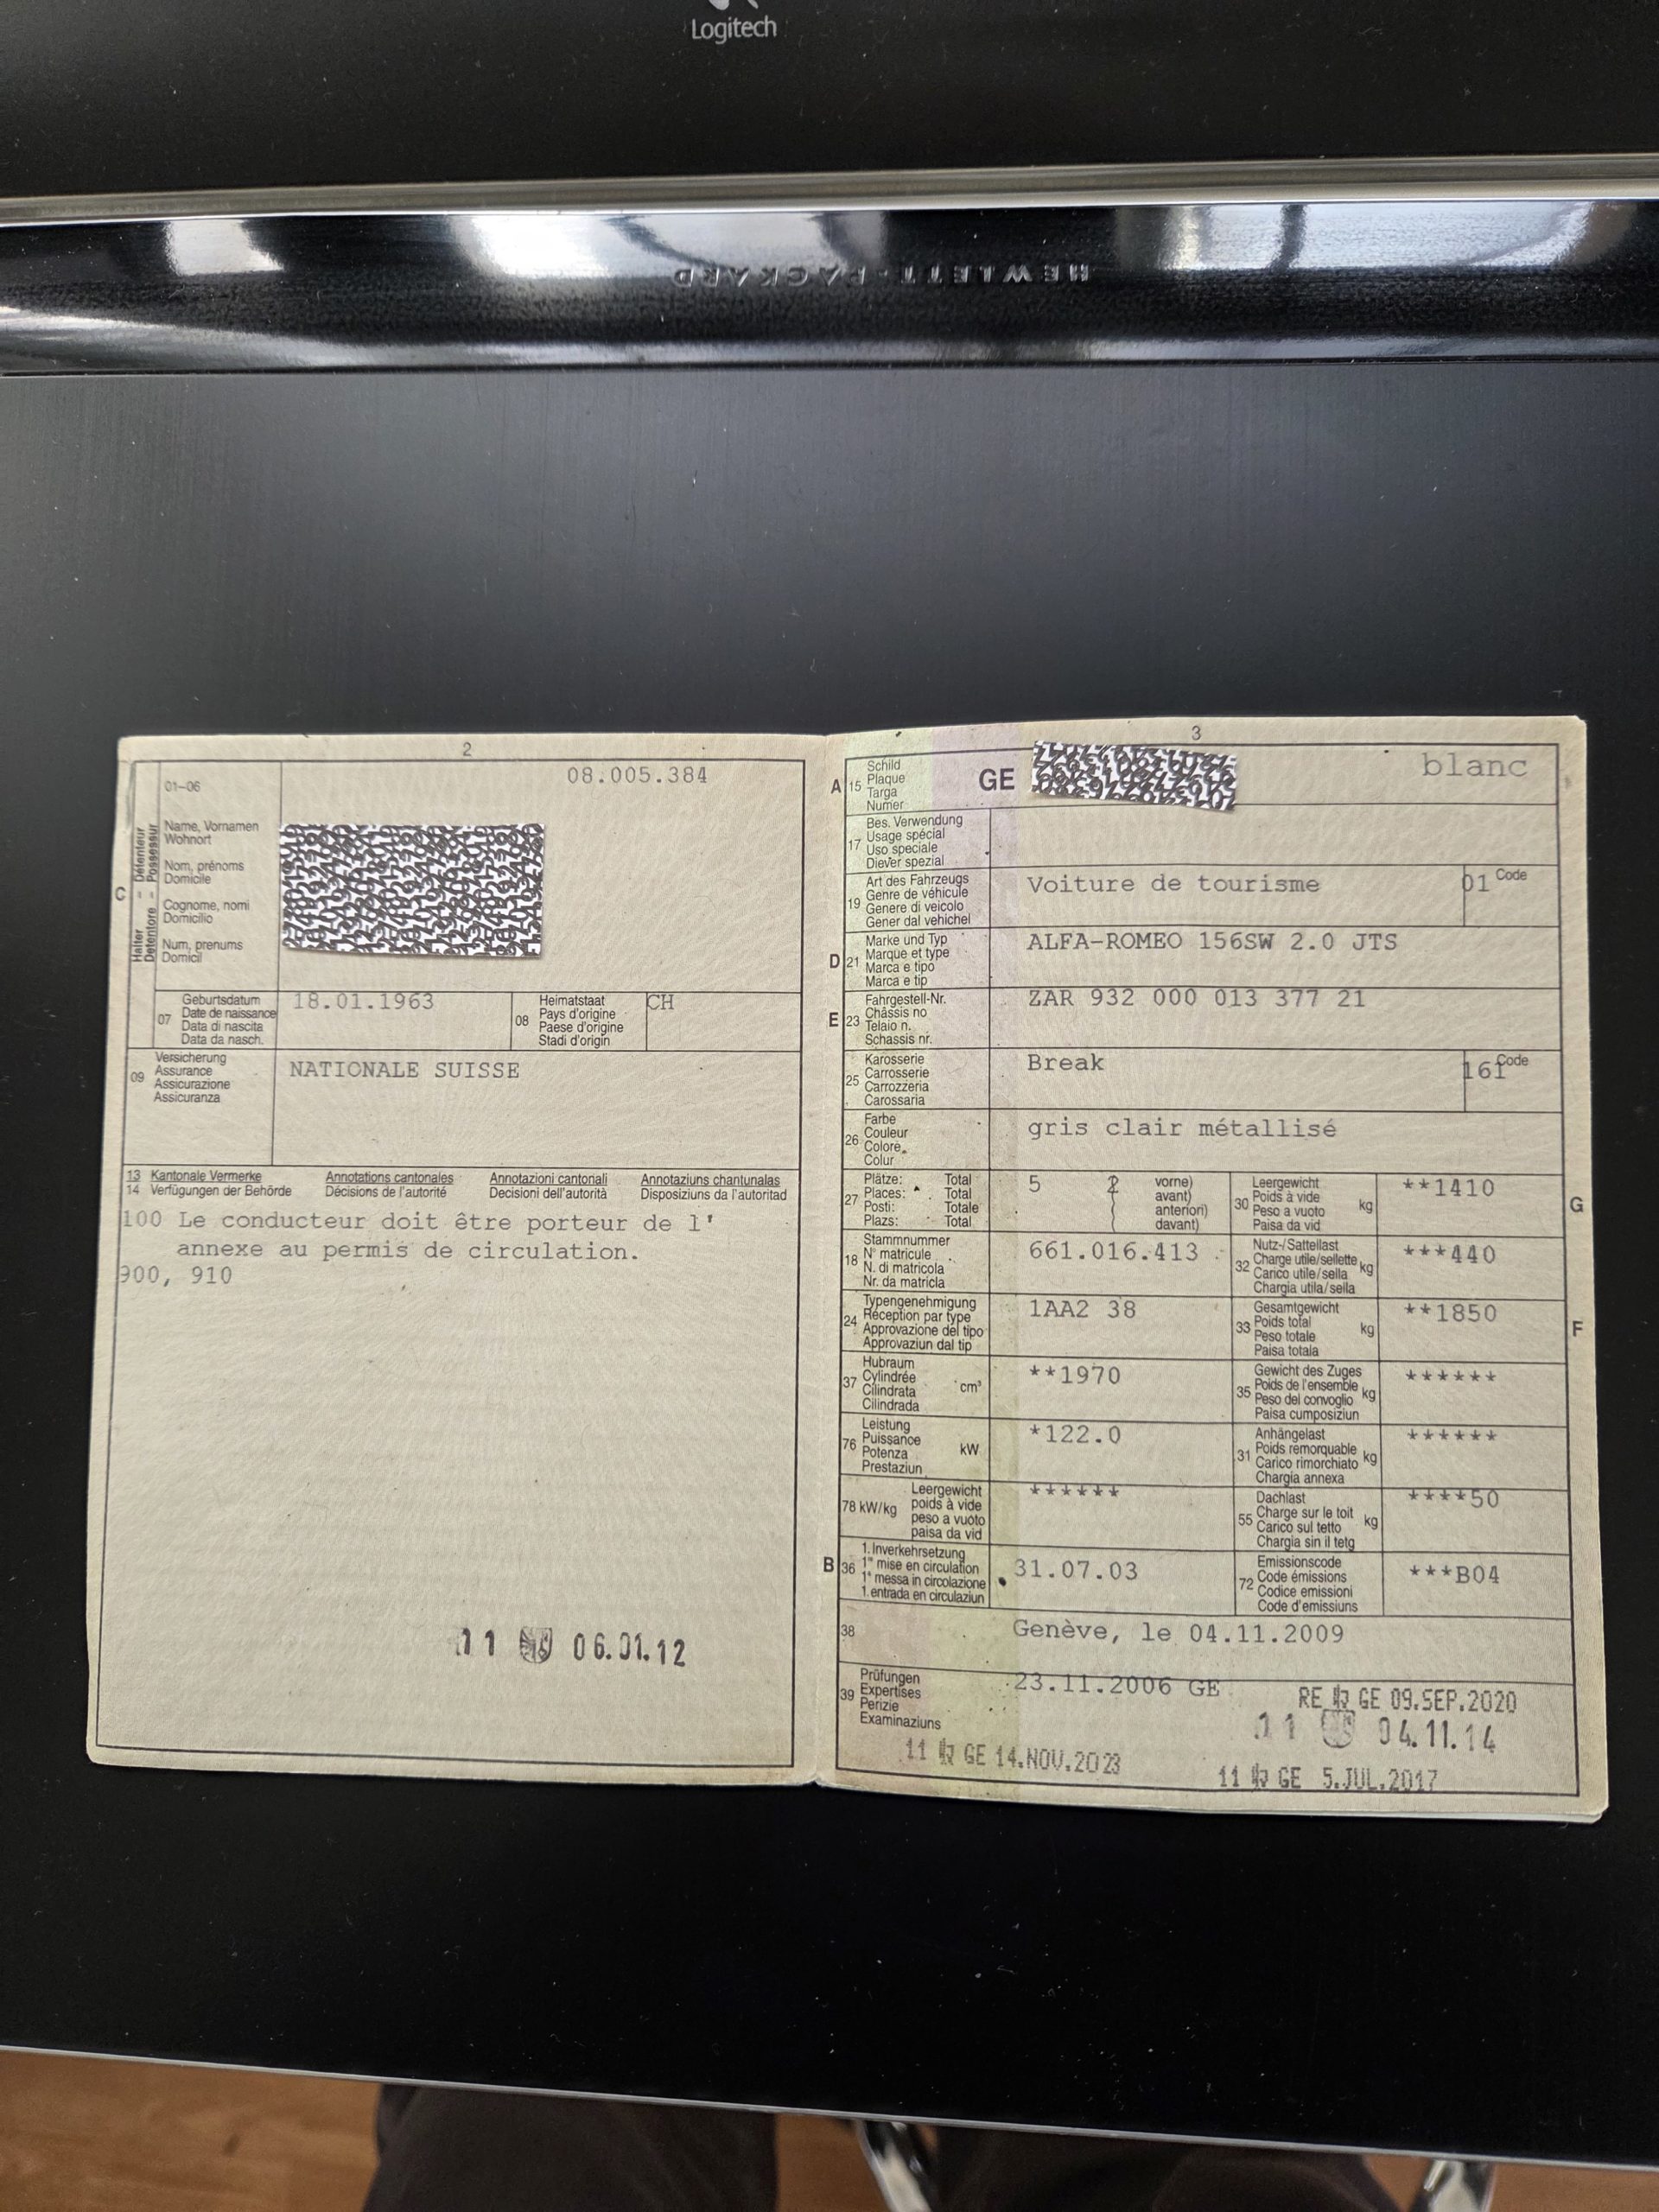 Logitech
HEWLETT-PACKARD
2
01-06
08.005.384
Halter - Détenteur
Detentore - Possessur
C
Name, Vornamen
Wohnort
Nom, prénoms
Domicile
Cognome, nomi
Domicilio
Num, prenums
Domicil
07
Geburtsdatum
Date de naissance
Data di nascita
Data da nasch.
18.01.1963
08
Heimatstaat
Pays d'origine
Paese d'origine
Stadi d'origin
CH
09
Versicherung
Assurance
Assicurazione
Assicuranza
NATIONALE SUISSE
13 Kantonale Vermerke Annotations cantonales Annotazioni cantonali Annotaziuns chantunalas
14 Verfügungen der Behörde Décisions de l'autorité Decisioni dell'autorità Disposiziuns da l'autoritad
100 Le conducteur doit être porteur de l'
annexe au permis de circulation.
900, 910
11 06.01.12
3
A 15
Schild
Plaque
Targa
Numer
GE
blanc
17
Bes. Verwendung
Usage spécial
Uso speciale
Diever spezial
19
Art des Fahrzeugs
Genre de véhicule
Genere di veicolo
Gener dal vehichel
Voiture de tourisme
01 Code
D 21
Marke und Typ
Marque et type
Marca e tipo
Marca e tip
ALFA-ROMEO 156SW 2.0 JTS
E 23
Fahrgestell-Nr.
Châssis no
Telaio n.
Schassis nr.
ZAR 932 000 013 377 21
25
Karosserie
Carrosserie
Carrozzeria
Carossaria
Break
161 Code
26
Farbe
Couleur
Colore
Colur
gris clair métallisé
27
Plätze: Total
Places: Total
Posti: Totale
Plazs: Total
5 2
vorne)
avant)
anteriori)
davant)
30
Leergewicht
Poids à vide
Peso a vuoto
Paisa da vid
kg
**1410
G
18
Stammnummer
N° matricule
N. di matricola
Nr. da matricla
661.016.413
32
Nutz-/Sattellast
Charge utile/sellette
Carico utile/sella
Chargia utila/sella
kg
***440
24
Typengenehmigung
Réception par type
Approvazione del tipo
Approvaziun dal tip
1AA2 38
33
Gesamtgewicht
Poids total
Peso totale
Paisa totala
kg
**1850
F
37
Hubraum
Cylindrée
Cilindrata
Cilindrada
cm³
**1970
35
Gewicht des Zuges
Poids de l'ensemble
Peso del convoglio
Paisa cumposiziun
kg
******
76
Leistung
Puissance
Potenza
Prestaziun
kW
*122.0
31
Anhängelast
Poids remorquable
Carico rimorchiato
Chargia annexa
kg
******
78 kW/kg
Leergewicht
poids à vide
peso a vuoto
paisa da vid
******
55
Dachlast
Charge sur le toit
Carico sul tetto
Chargia sin il tetg
kg
****50
B 36
1. Inverkehrsetzung
1re mise en circulation
1a messa in circolazione
1. entrada en circulaziun
31.07.03
72
Emissionscode
Code émissions
Codice emissioni
Code d'emissiuns
***B04
38
Genève, le 04.11.2009
39
Prüfungen
Expertises
Perizie
Examinaziuns
23.11.2006 GE
RE GE 09.SEP.2020
11 04.11.14
11 GE 14.NOV.2023
11 GE 5.JUL.2017